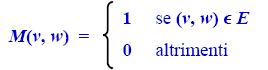 M(v, w) = { 1 se (v, w) ϵ E
0 altrimenti